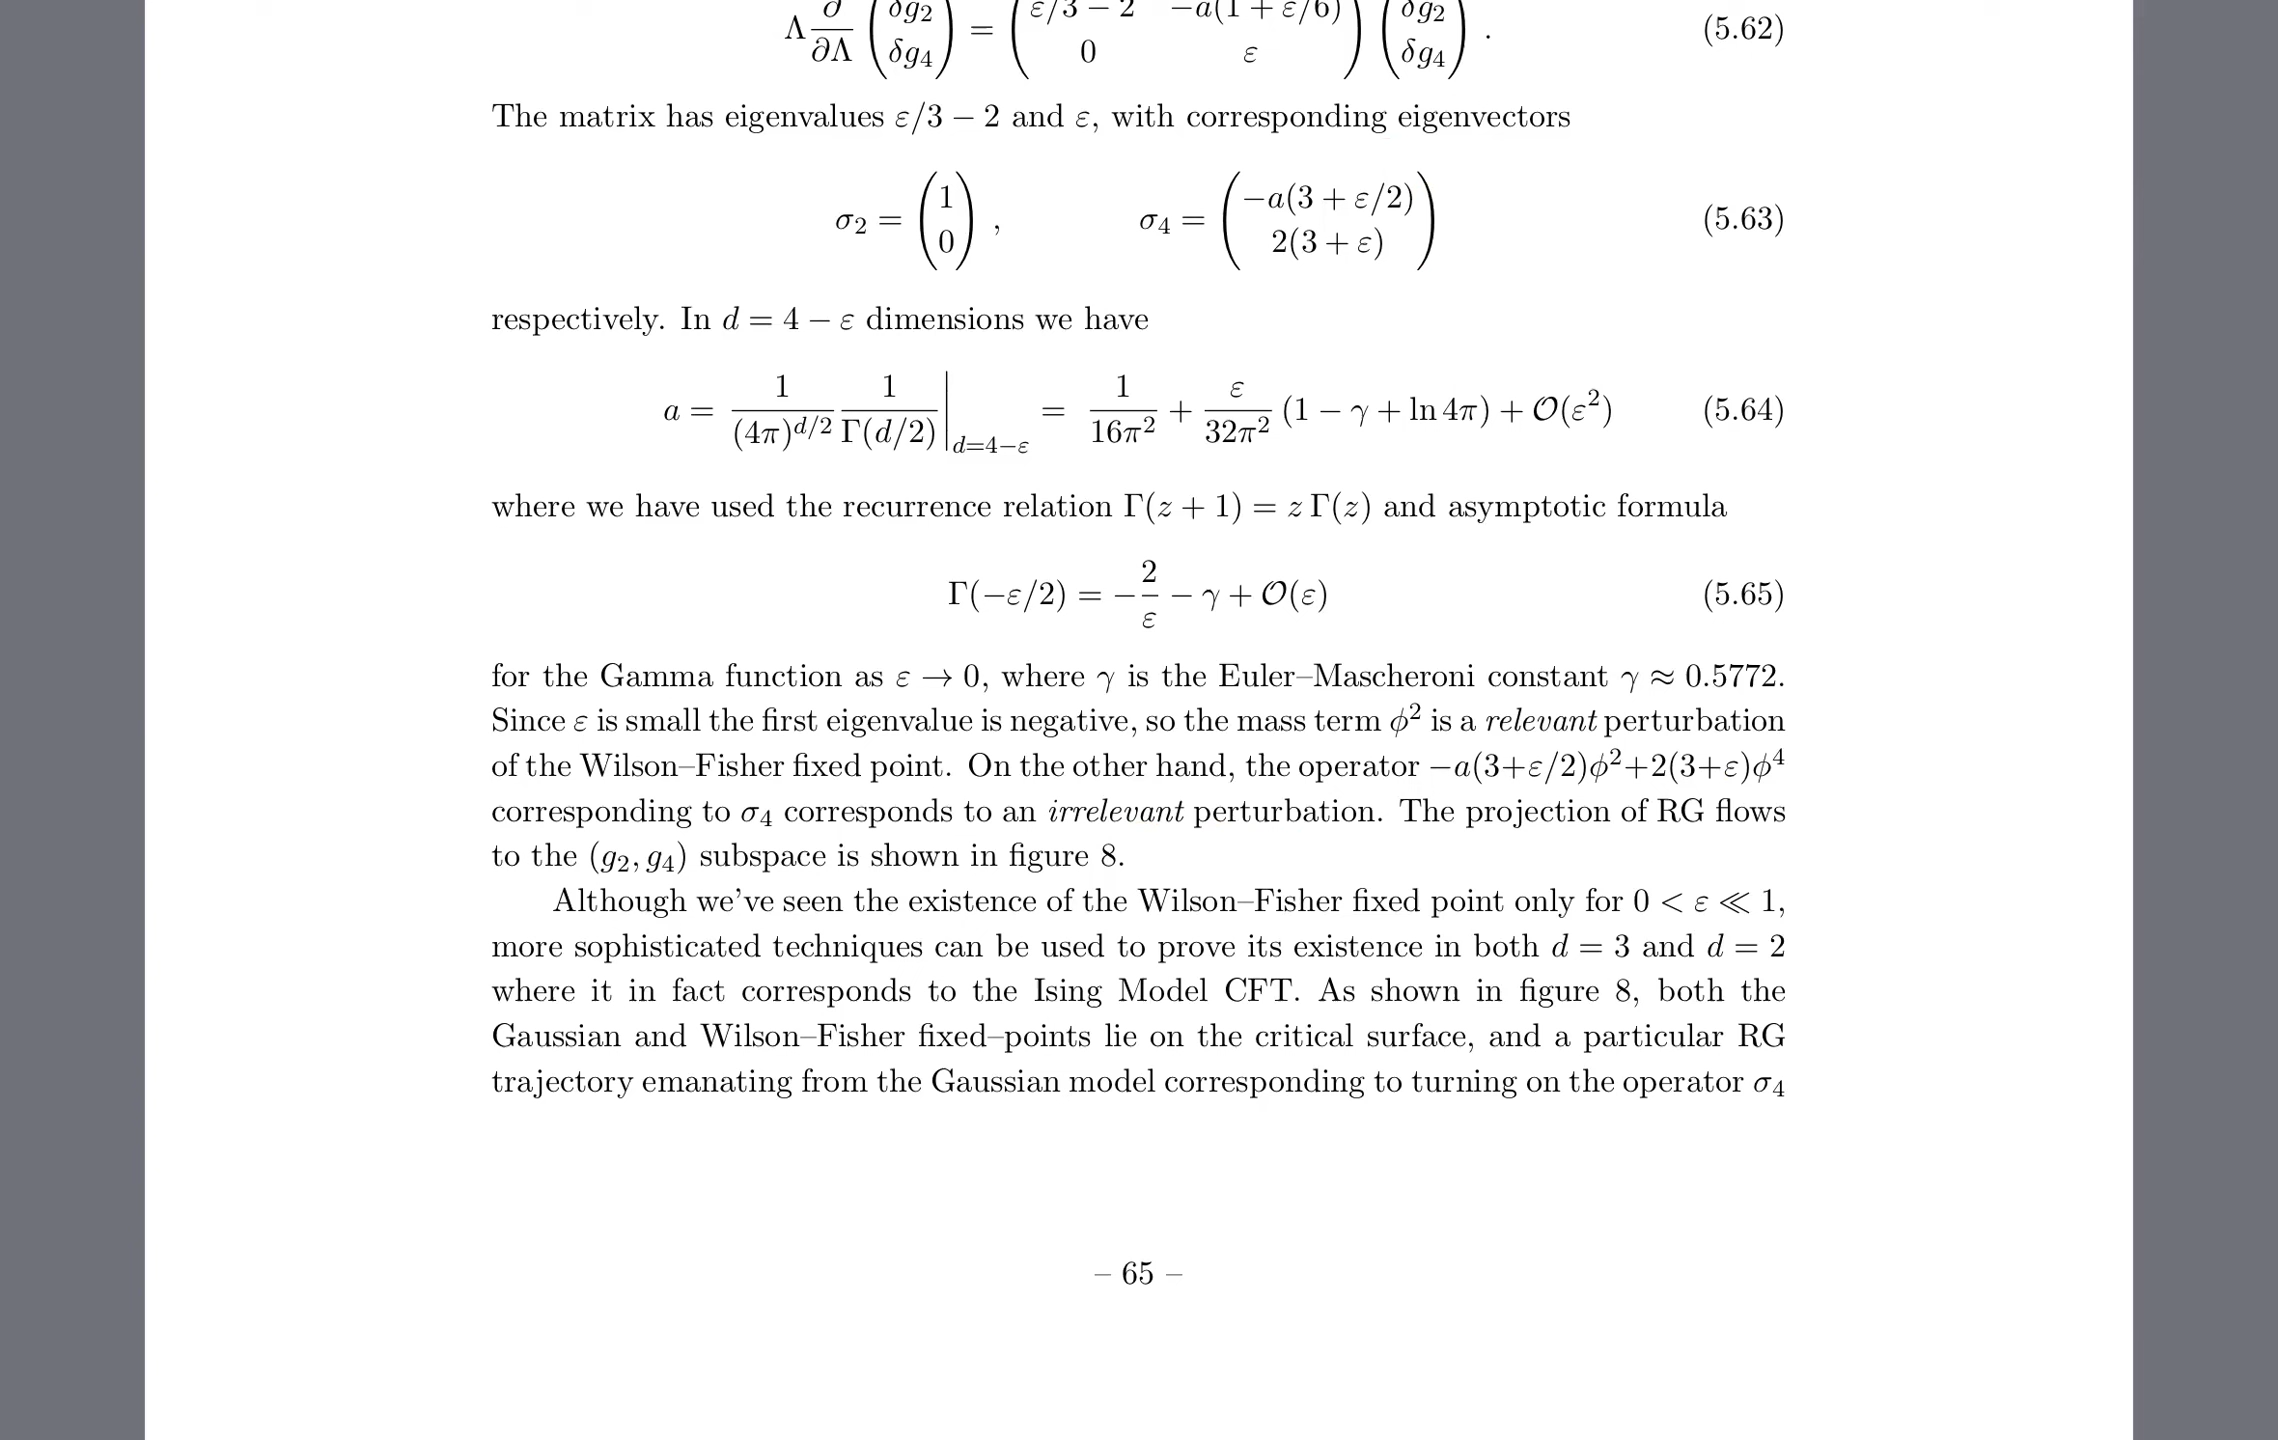 Λ ∂/∂Λ (δg₂ δg₄) = (ε/3 − 2 −a(1 + ε/6) 0 ε) (δg₂ δg₄) . (5.62)
The matrix has eigenvalues ε/3 − 2 and ε, with corresponding eigenvectors
σ₂ = (1 0) , σ₄ = (−a(3 + ε/2) 2(3 + ε)) (5.63)
respectively. In d = 4 − ε dimensions we have
a = 1/(4π)^{d/2} 1/Γ(d/2) |_{d=4−ε} = 1/16π² + ε/32π² (1 − γ + ln 4π) + 𝒪(ε²) (5.64)
where we have used the recurrence relation Γ(z + 1) = z Γ(z) and asymptotic formula
Γ(−ε/2) = −2/ε − γ + 𝒪(ε) (5.65)
for the Gamma function as ε → 0, where γ is the Euler–Mascheroni constant γ ≈ 0.5772.
Since ε is small the first eigenvalue is negative, so the mass term ϕ² is a relevant perturbation
of the Wilson–Fisher fixed point. On the other hand, the operator −a(3+ε/2)ϕ²+2(3+ε)ϕ⁴
corresponding to σ₄ corresponds to an irrelevant perturbation. The projection of RG flows
to the (g₂, g₄) subspace is shown in figure 8.
Although we've seen the existence of the Wilson–Fisher fixed point only for 0 < ε ≪ 1,
more sophisticated techniques can be used to prove its existence in both d = 3 and d = 2
where it in fact corresponds to the Ising Model CFT. As shown in figure 8, both the
Gaussian and Wilson–Fisher fixed–points lie on the critical surface, and a particular RG
trajectory emanating from the Gaussian model corresponding to turning on the operator σ₄
– 65 –